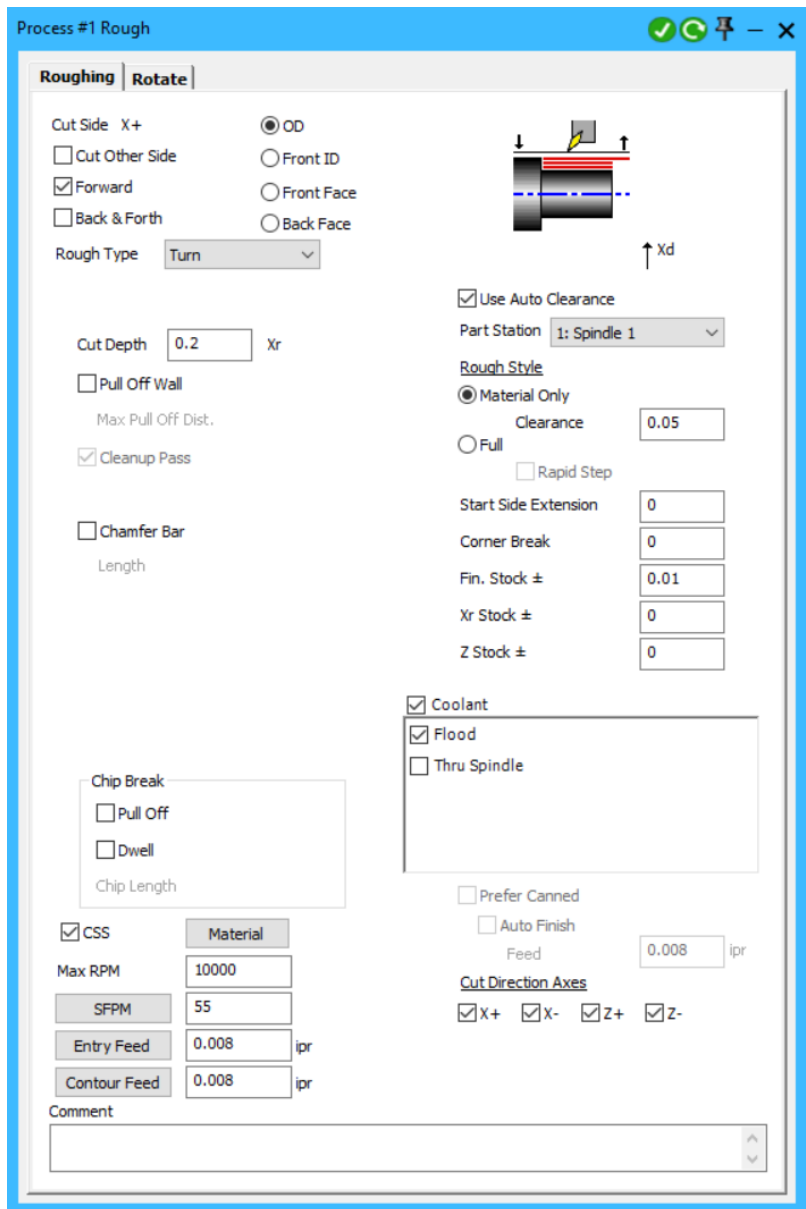 Process #1 Rough
Roughing
Rotate
Cut Side X+
OD
Cut Other Side
Front ID
Forward
Front Face
Back & Forth
Back Face
Rough Type
Turn
Xd
Use Auto Clearance
Part Station
1: Spindle 1
Cut Depth
0.2
Xr
Rough Style
Pull Off Wall
Material Only
Max Pull Off Dist.
Clearance
0.05
Full
Cleanup Pass
Rapid Step
Start Side Extension
0
Chamfer Bar
Corner Break
0
Length
Fin. Stock ±
0.01
Xr Stock ±
0
Z Stock ±
0
Coolant
Flood
Thru Spindle
Chip Break
Pull Off
Dwell
Chip Length
Prefer Canned
Auto Finish
Feed
0.008
ipr
CSS
Material
Max RPM
10000
Cut Direction Axes
SFPM
55
X+
X-
Z+
Z-
Entry Feed
0.008
ipr
Contour Feed
0.008
ipr
Comment